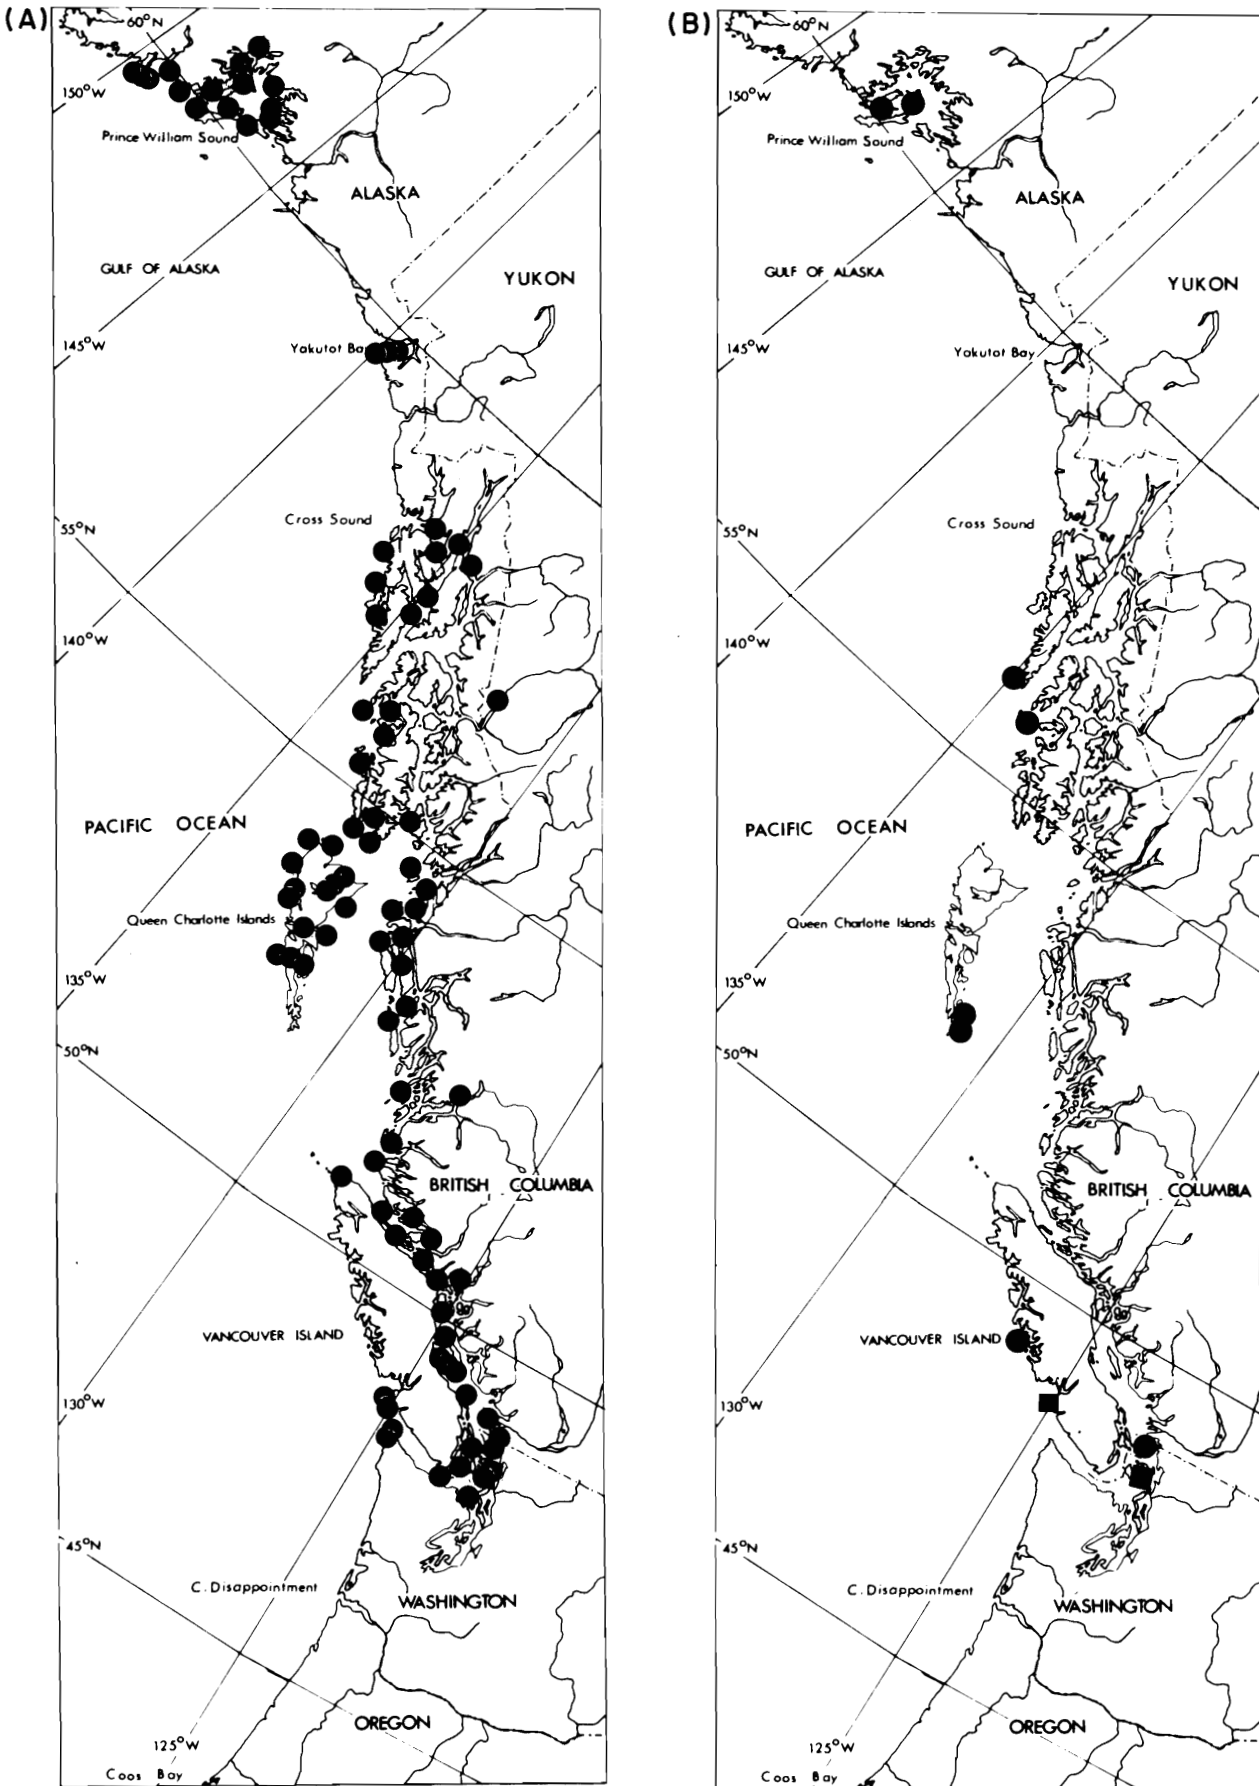 (A)
60°N
150°W
Prince William Sound
ALASKA
GULF OF ALASKA
YUKON
145°W
Yakutat Bay
Cross Sound
55°N
140°W
PACIFIC OCEAN
Queen Charlotte Islands
135°W
50°N
BRITISH COLUMBIA
VANCOUVER ISLAND
130°W
45°N
C. Disappointment
WASHINGTON
OREGON
125°W
Coos Bay
(B)
60°N
150°W
Prince William Sound
ALASKA
GULF OF ALASKA
YUKON
145°W
Yakutat Bay
Cross Sound
55°N
140°W
PACIFIC OCEAN
Queen Charlotte Islands
135°W
50°N
BRITISH COLUMBIA
VANCOUVER ISLAND
130°W
45°N
C. Disappointment
WASHINGTON
OREGON
125°W
Coos Bay